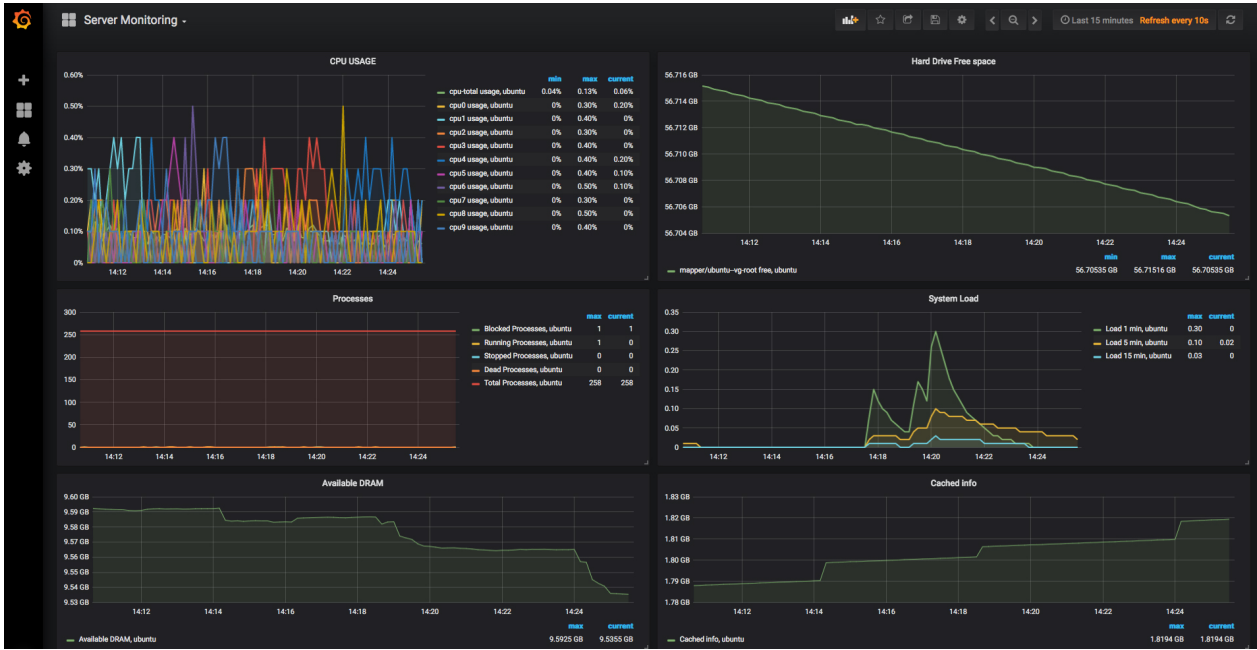 Server Monitoring
Last 15 minutes Refresh every 10s
CPU USAGE
0.60%
0.50%
0.40%
0.30%
0.20%
0.10%
0%
14:12 14:14 14:16 14:18 14:20 14:22 14:24
min max current
cpu-total usage, ubuntu 0.04% 0.13% 0.06%
cpu0 usage, ubuntu 0% 0.30% 0.20%
cpu1 usage, ubuntu 0% 0.40% 0%
cpu2 usage, ubuntu 0% 0.30% 0%
cpu3 usage, ubuntu 0% 0.40% 0%
cpu4 usage, ubuntu 0% 0.40% 0.20%
cpu5 usage, ubuntu 0% 0.40% 0.10%
cpu6 usage, ubuntu 0% 0.50% 0.10%
cpu7 usage, ubuntu 0% 0.30% 0%
cpu8 usage, ubuntu 0% 0.50% 0%
cpu9 usage, ubuntu 0% 0.40% 0%
Hard Drive Free space
56.716 GB
56.714 GB
56.712 GB
56.710 GB
56.708 GB
56.706 GB
56.704 GB
14:12 14:14 14:16 14:18 14:20 14:22 14:24
min max current
mapper/ubuntu--vg-root free, ubuntu 56.70535 GB 56.71516 GB 56.70535 GB
Processes
300
250
200
150
100
50
0
14:12 14:14 14:16 14:18 14:20 14:22 14:24
max current
Blocked Processes, ubuntu 1 1
Running Processes, ubuntu 1 0
Stopped Processes, ubuntu 0 0
Dead Processes, ubuntu 0 0
Total Processes, ubuntu 258 258
System Load
0.35
0.30
0.25
0.20
0.15
0.10
0.05
0
14:12 14:14 14:16 14:18 14:20 14:22 14:24
max current
Load 1 min, ubuntu 0.30 0
Load 5 min, ubuntu 0.10 0.02
Load 15 min, ubuntu 0.03 0
Available DRAM
9.60 GB
9.59 GB
9.58 GB
9.57 GB
9.56 GB
9.55 GB
9.54 GB
9.53 GB
14:12 14:14 14:16 14:18 14:20 14:22 14:24
max current
Available DRAM, ubuntu 9.5925 GB 9.5355 GB
Cached info
1.83 GB
1.82 GB
1.81 GB
1.80 GB
1.79 GB
1.78 GB
14:12 14:14 14:16 14:18 14:20 14:22 14:24
max current
Cached info, ubuntu 1.8194 GB 1.8194 GB